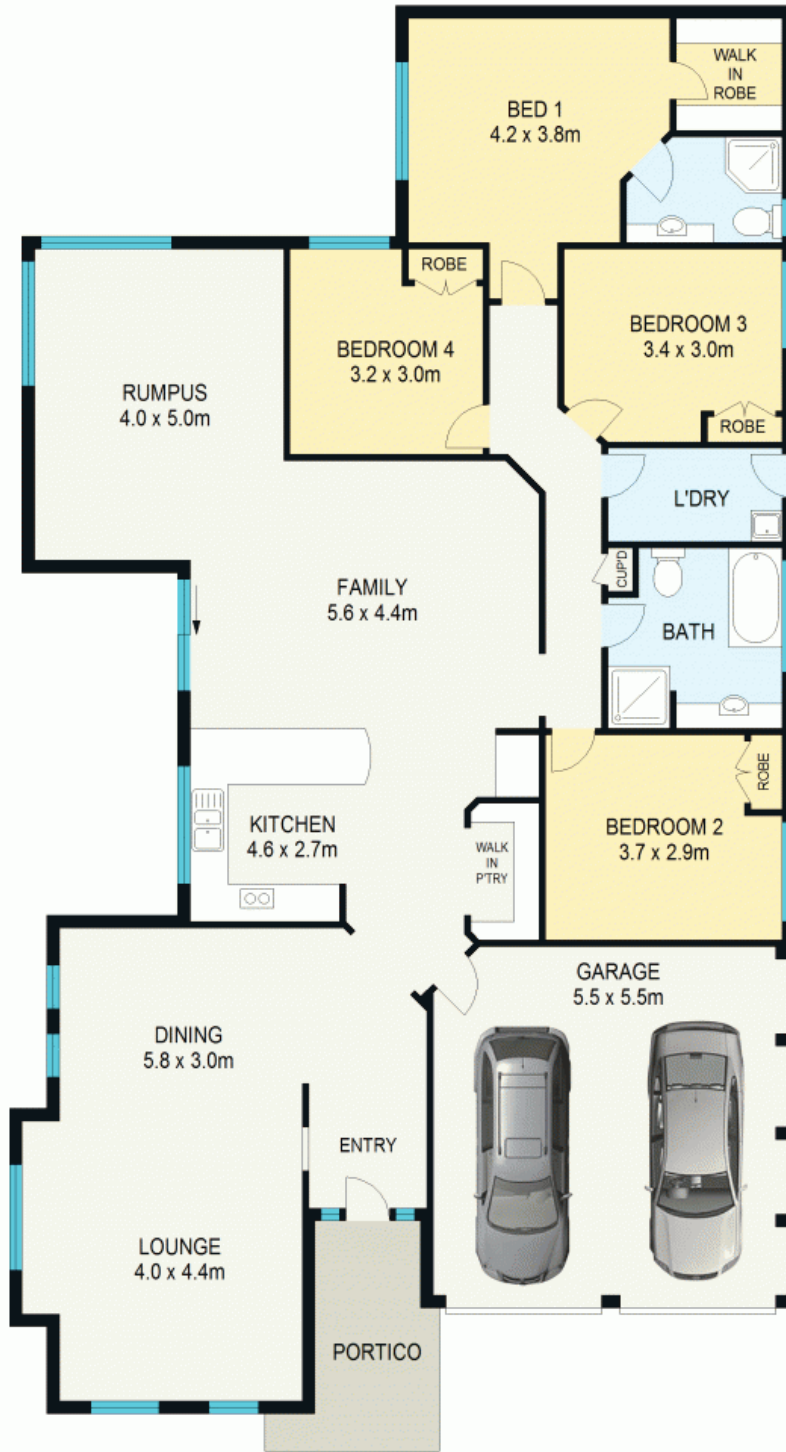 WALK
IN
ROBE
BED 1
4.2 x 3.8m
ROBE
BEDROOM 4
3.2 x 3.0m
BEDROOM 3
3.4 x 3.0m
ROBE
RUMPUS
4.0 x 5.0m
L'DRY
CUP'D
FAMILY
5.6 x 4.4m
BATH
ROBE
KITCHEN
4.6 x 2.7m
WALK
IN
P'TRY
BEDROOM 2
3.7 x 2.9m
GARAGE
5.5 x 5.5m
DINING
5.8 x 3.0m
ENTRY
LOUNGE
4.0 x 4.4m
PORTICO